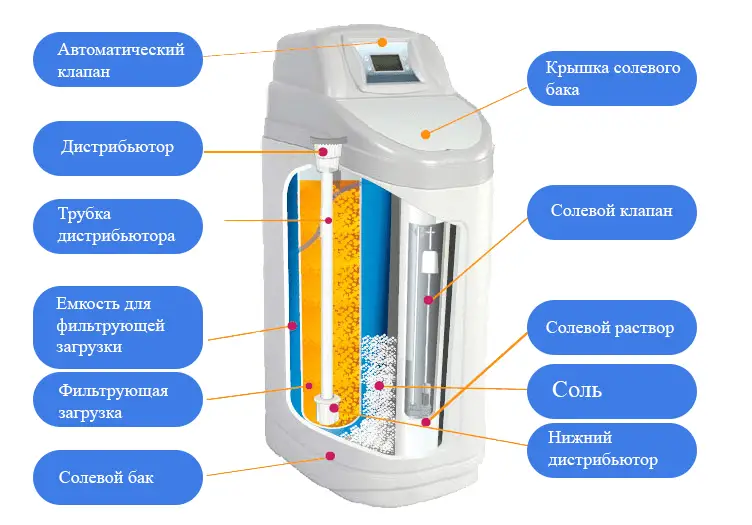 Автоматический
клапан
Дистрибьютор
Трубка
дистрибьютора
Емкость для
фильтрующей
загрузки
Фильтрующая
загрузка
Солевой бак
Крышка солевого
бака
Солевой клапан
Солевой раствор
Соль
Нижний
дистрибьютор